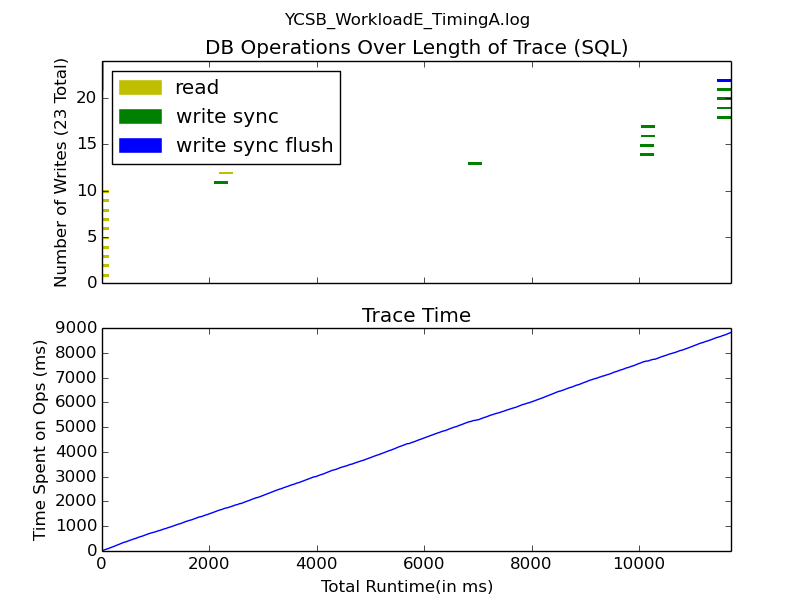 YCSB_WorkloadE_TimingA.log
DB Operations Over Length of Trace (SQL)
Number of Writes (23 Total)
20
15
10
5
0
read
write sync
write sync flush
Trace Time
Time Spent on Ops (ms)
9000
8000
7000
6000
5000
4000
3000
2000
1000
0
0 2000 4000 6000 8000 10000
Total Runtime(in ms)